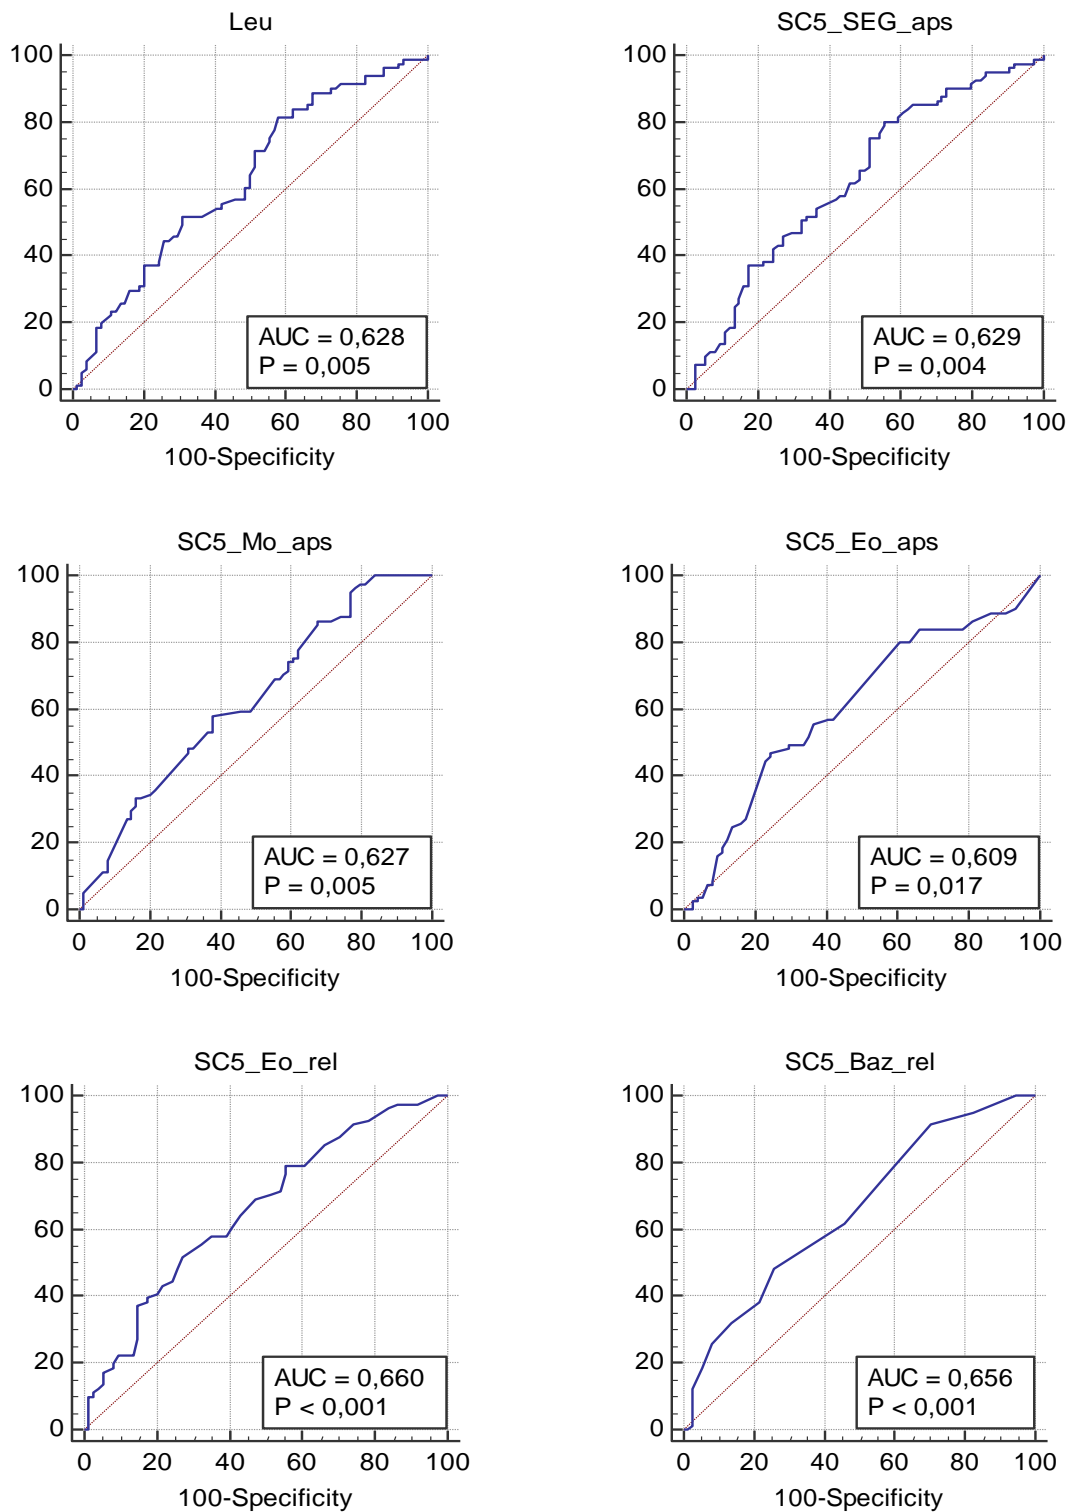 Leu
100
80
60
40
20
0
AUC = 0,628
P = 0,005
0 20 40 60 80 100
100-Specificity
SC5_SEG_aps
100
80
60
40
20
0
AUC = 0,629
P = 0,004
0 20 40 60 80 100
100-Specificity
SC5_Mo_aps
100
80
60
40
20
0
AUC = 0,627
P = 0,005
0 20 40 60 80 100
100-Specificity
SC5_Eo_aps
100
80
60
40
20
0
AUC = 0,609
P = 0,017
0 20 40 60 80 100
100-Specificity
SC5_Eo_rel
100
80
60
40
20
0
AUC = 0,660
P < 0,001
0 20 40 60 80 100
100-Specificity
SC5_Baz_rel
100
80
60
40
20
0
AUC = 0,656
P < 0,001
0 20 40 60 80 100
100-Specificity